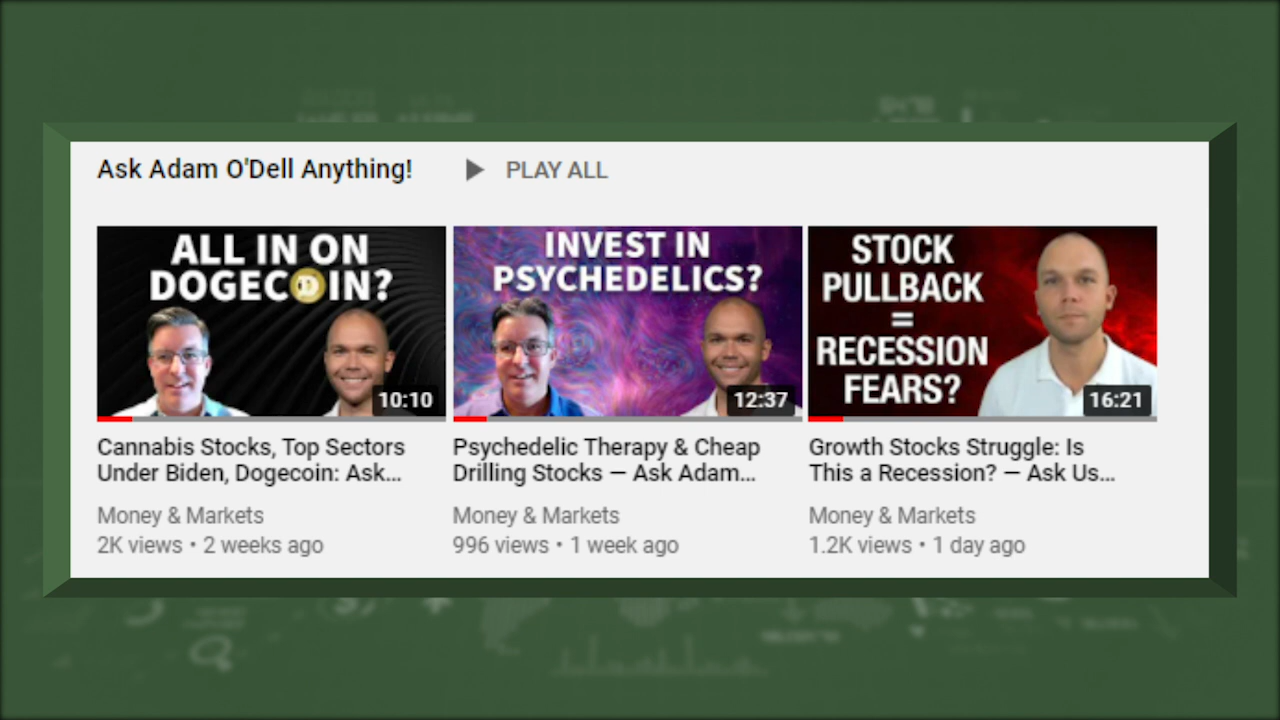 Ask Adam O'Dell Anything! PLAY ALL
ALL IN ON
DOGECOIN?
10:10
INVEST IN
PSYCHEDELICS?
12:37
STOCK
PULLBACK
=
RECESSION
FEARS?
16:21
Cannabis Stocks, Top Sectors
Under Biden, Dogecoin: Ask...
Money & Markets
2K views • 2 weeks ago
Psychedelic Therapy & Cheap
Drilling Stocks — Ask Adam...
Money & Markets
996 views • 1 week ago
Growth Stocks Struggle: Is
This a Recession? — Ask Us...
Money & Markets
1.2K views • 1 day ago